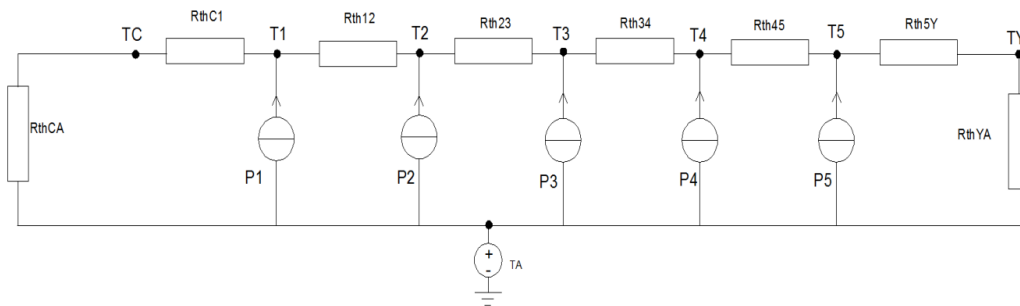 RthC1
Rth12
Rth23
Rth34
Rth45
Rth5Y
TC
T1
T2
T3
T4
T5
TY
RthCA
RthYA
P1
P2
P3
P4
P5
+
-
TA